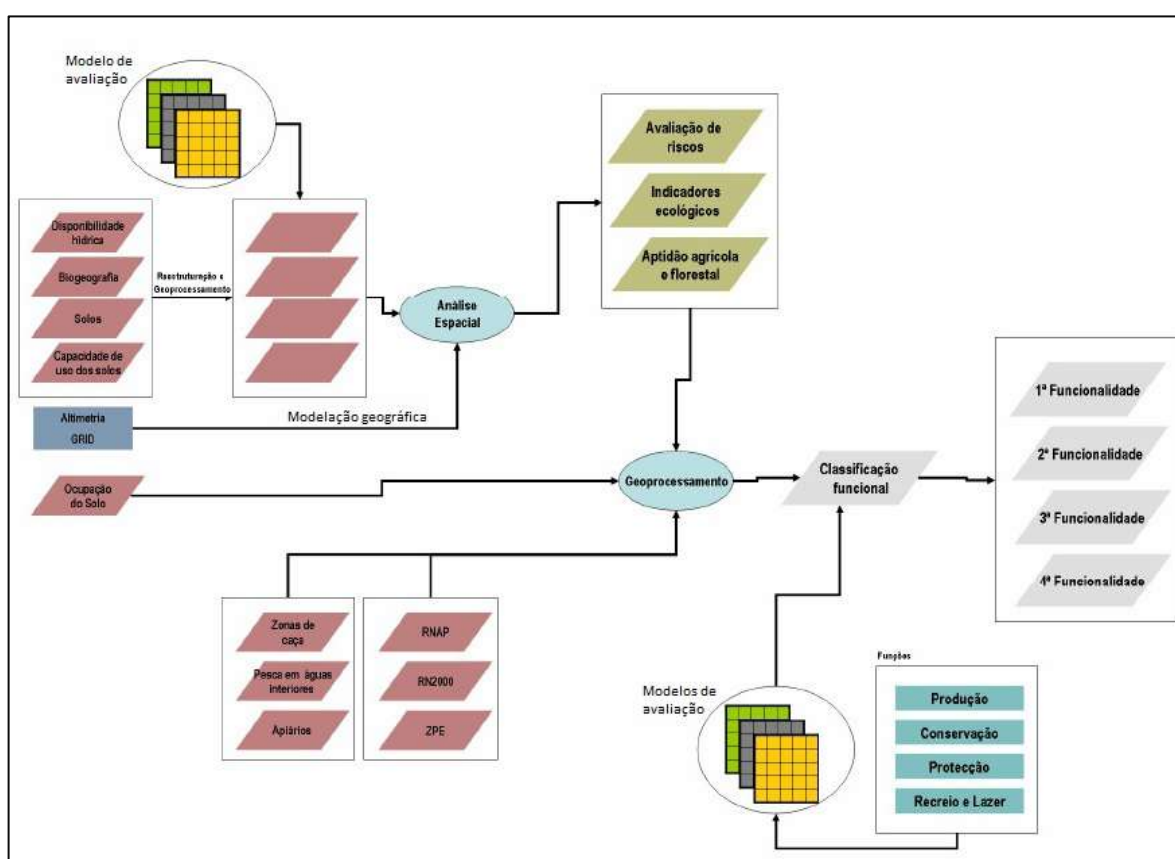 Modelo de
avaliação
Disponibilidade
hídrica
Biogeografia
Solos
Capacidade de
uso dos solos
Reestruturação e
Geoprocessamento
Altimetria
GRID
Modelação geográfica
Ocupação
do Solo
Análise
Espacial
Avaliação de
riscos
Indicadores
ecológicos
Aptidão agrícola
e florestal
Geoprocessamento
Classificação
funcional
1ª Funcionalidade
2ª Funcionalidade
3ª Funcionalidade
4ª Funcionalidade
Zonas de
caça
Pesca em águas
interiores
Apiários
RNAP
RN2000
ZPE
Modelos de
avaliação
Funções
Produção
Conservação
Protecção
Recreio e Lazer